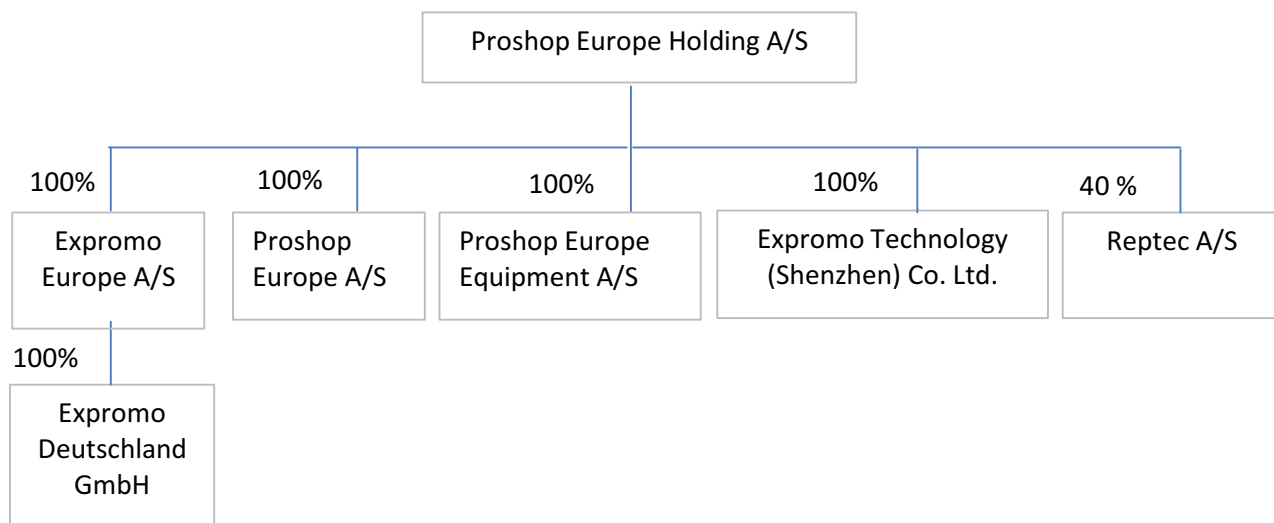 Proshop Europe Holding A/S
100%
100%
100%
100%
40 %
Expromo
Europe A/S
Proshop
Europe A/S
Proshop Europe
Equipment A/S
Expromo Technology
(Shenzhen) Co. Ltd.
Reptec A/S
100%
Expromo
Deutschland
GmbH